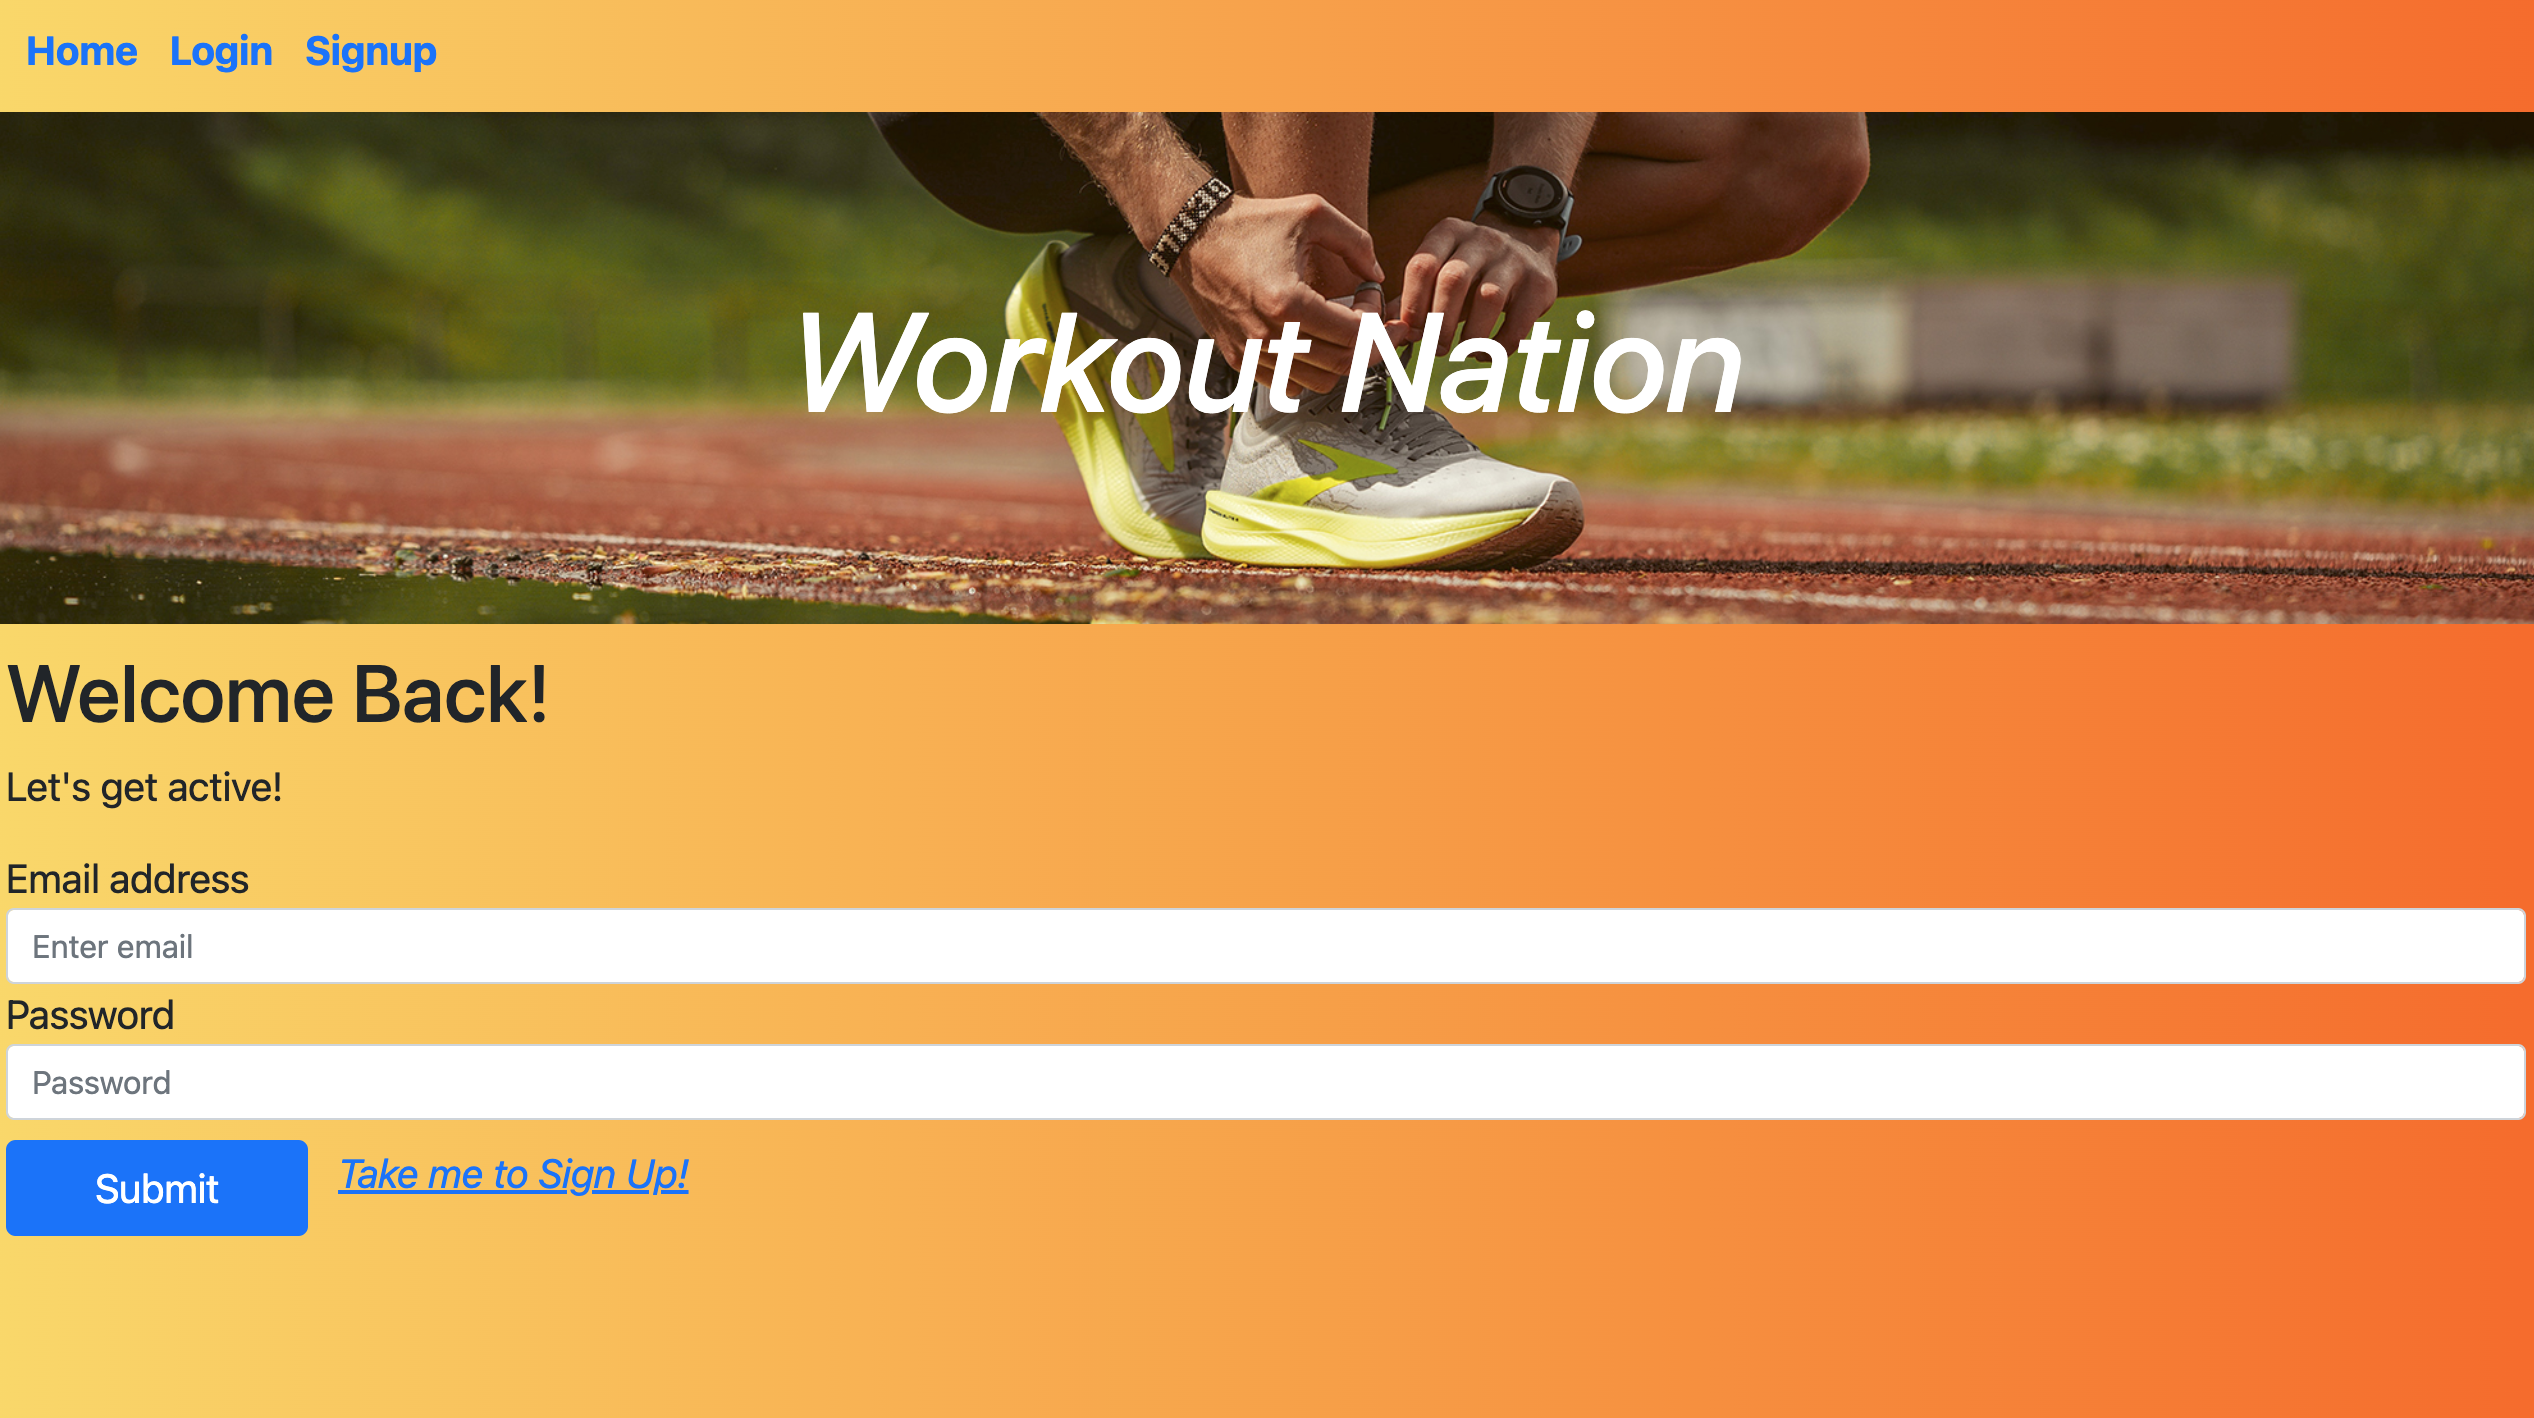 Home Login Signup
Workout Nation
Welcome Back!
Let's get active!
Email address
Enter email
Password
Password
Submit Take me to Sign Up!